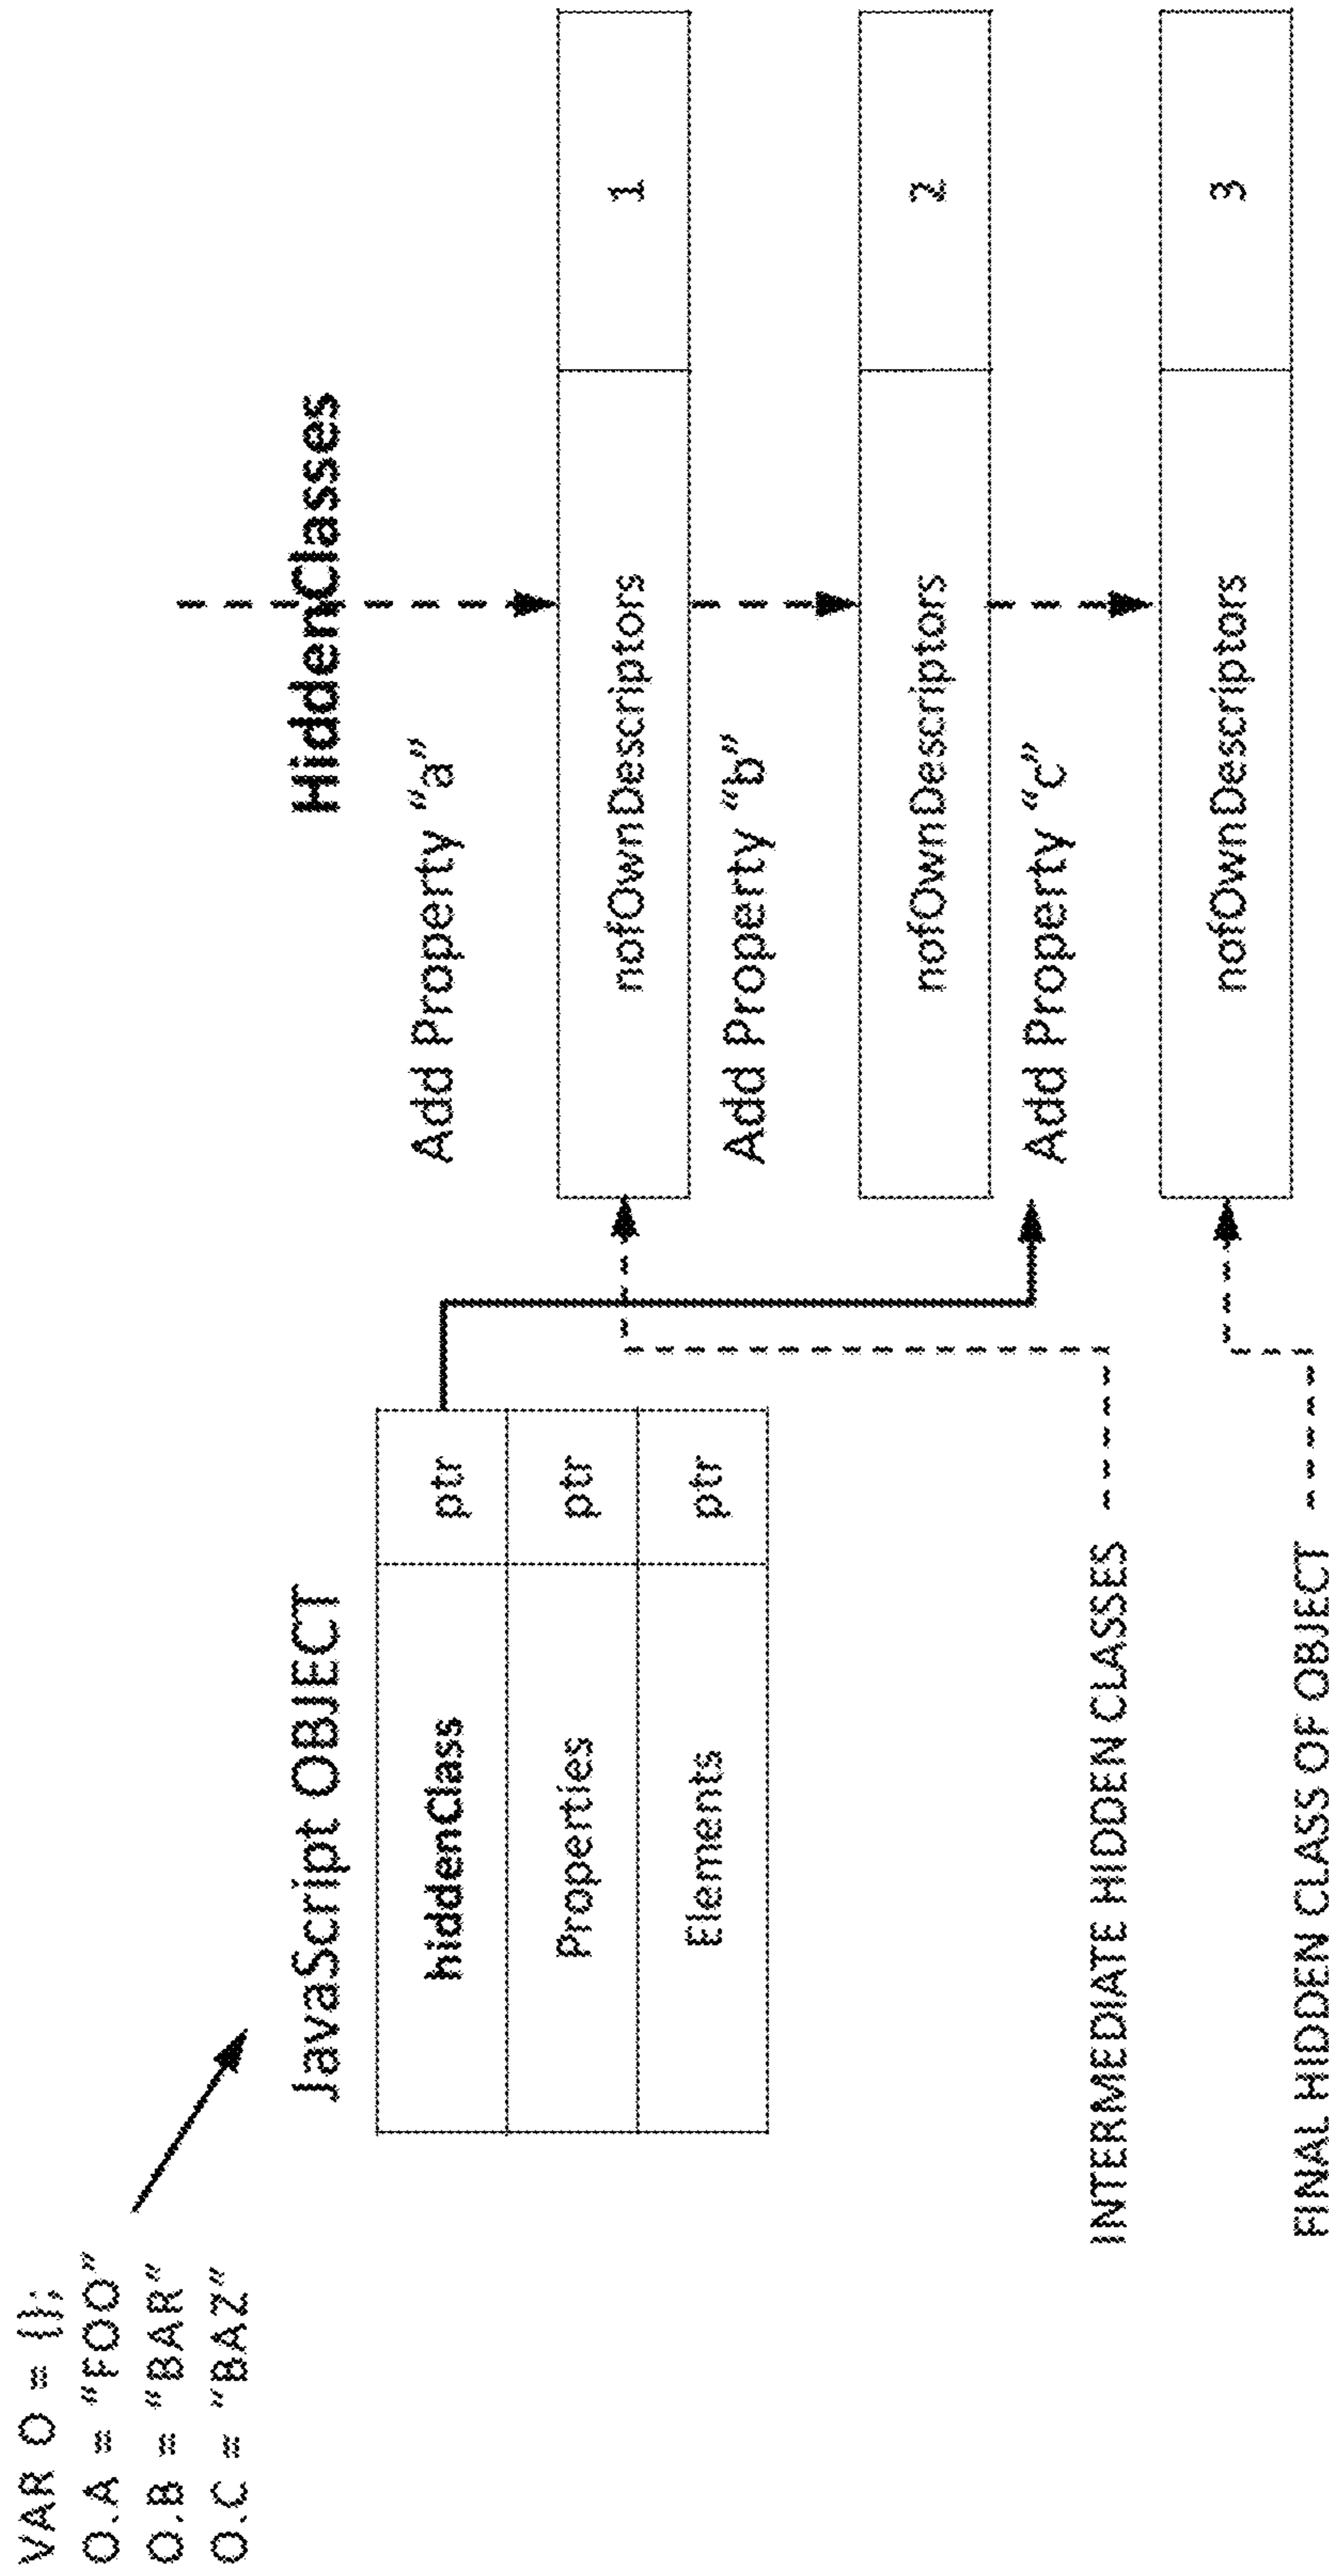 VAR O = {};
O.A = "FOO"
O.B = "BAR"
O.C = "BAZ"
JavaScript OBJECT
hiddenClass ptr
Properties ptr
Elements ptr
HiddenClasses
Add Property "a"
nofOwnDescriptors 1
Add Property "b"
nofOwnDescriptors 2
Add Property "c"
nofOwnDescriptors 3
INTERMEDIATE HIDDEN CLASSES
FINAL HIDDEN CLASS OF OBJECT